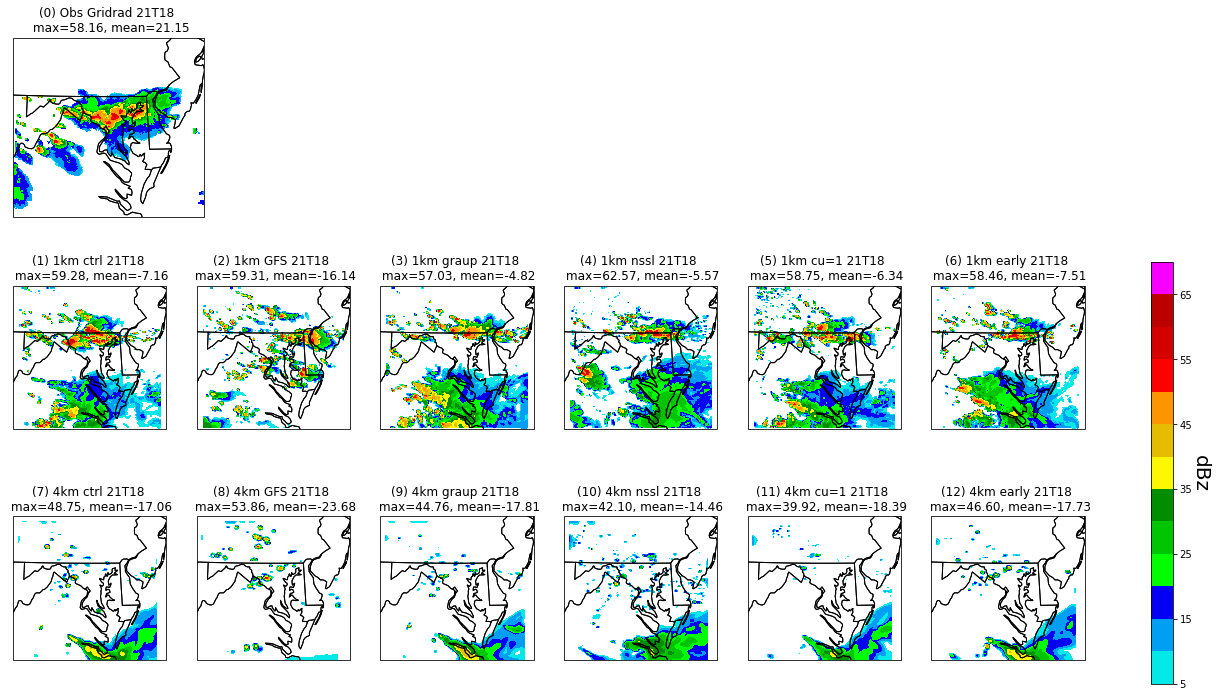 (0) Obs Gridrad 21T18
max=58.16, mean=21.15
(1) 1km ctrl 21T18
max=59.28, mean=-7.16
(2) 1km GFS 21T18
max=59.31, mean=-16.14
(3) 1km graup 21T18
max=57.03, mean=-4.82
(4) 1km nssl 21T18
max=62.57, mean=-5.57
(5) 1km cu=1 21T18
max=58.75, mean=-6.34
(6) 1km early 21T18
max=58.46, mean=-7.51
(7) 4km ctrl 21T18
max=48.75, mean=-17.06
(8) 4km GFS 21T18
max=53.86, mean=-23.68
(9) 4km graup 21T18
max=44.76, mean=-17.81
(10) 4km nssl 21T18
max=42.10, mean=-14.46
(11) 4km cu=1 21T18
max=39.92, mean=-18.39
(12) 4km early 21T18
max=46.60, mean=-17.73
65
55
45
35
25
15
5
dBz